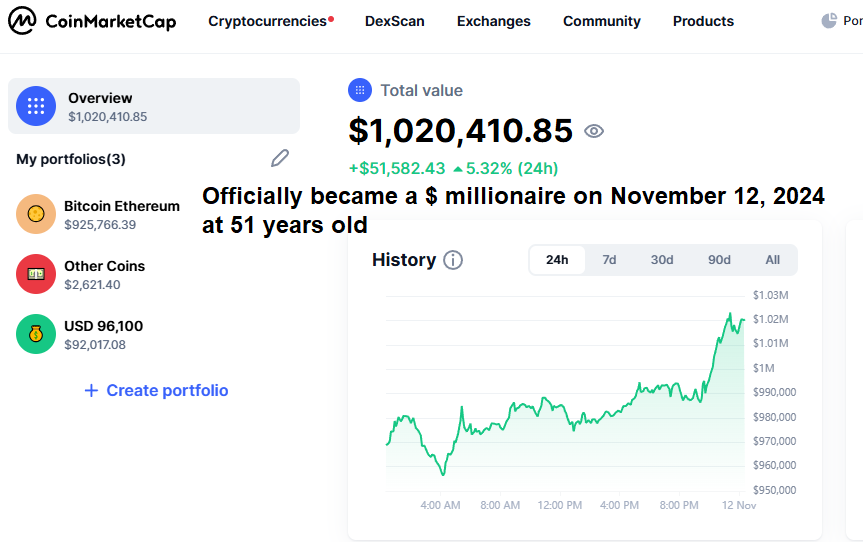 CoinMarketCap
Cryptocurrencies
DexScan
Exchanges
Community
Products
Por
Overview
$1,020,410.85
My portfolios(3)
Bitcoin Ethereum
$925,766.39
Other Coins
$2,621.40
USD 96,100
$92,017.08
+ Create portfolio
Total value
$1,020,410.85
+$51,582.43 ▲ 5.32% (24h)
Officially became a $ millionaire on November 12, 2024
at 51 years old
History
24h
7d
30d
90d
All
$1.03M
$1.02M
$1.01M
$1M
$990,000
$980,000
$970,000
$960,000
$950,000
4:00 AM
8:00 AM
12:00 PM
4:00 PM
8:00 PM
12 Nov